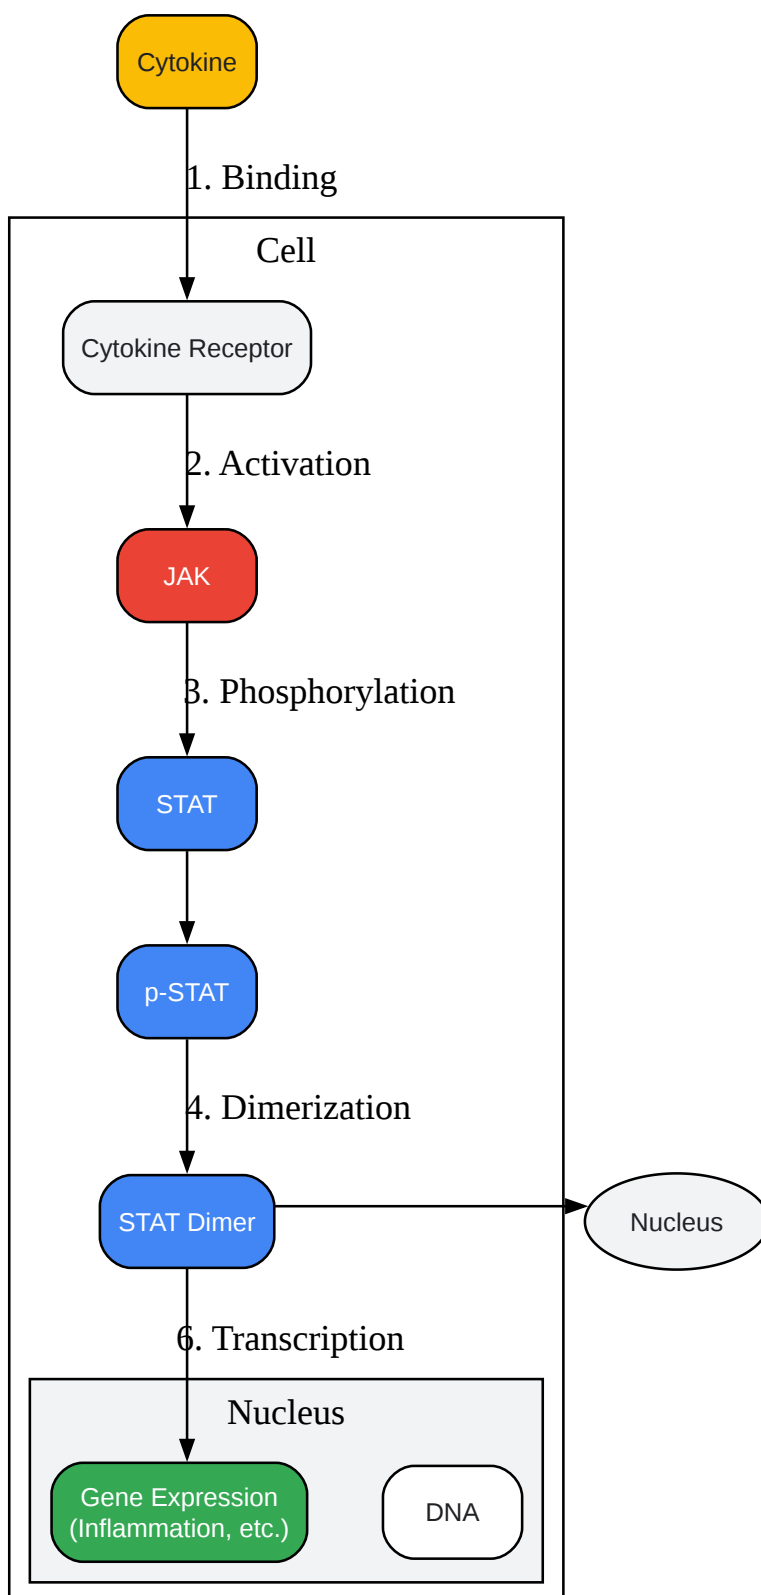 Cytokine
1. Binding
Cell
Cytokine Receptor
2. Activation
JAK
3. Phosphorylation
STAT
p-STAT
4. Dimerization
STAT Dimer
Nucleus
6. Transcription
Nucleus
Gene Expression
(Inflammation, etc.)
DNA